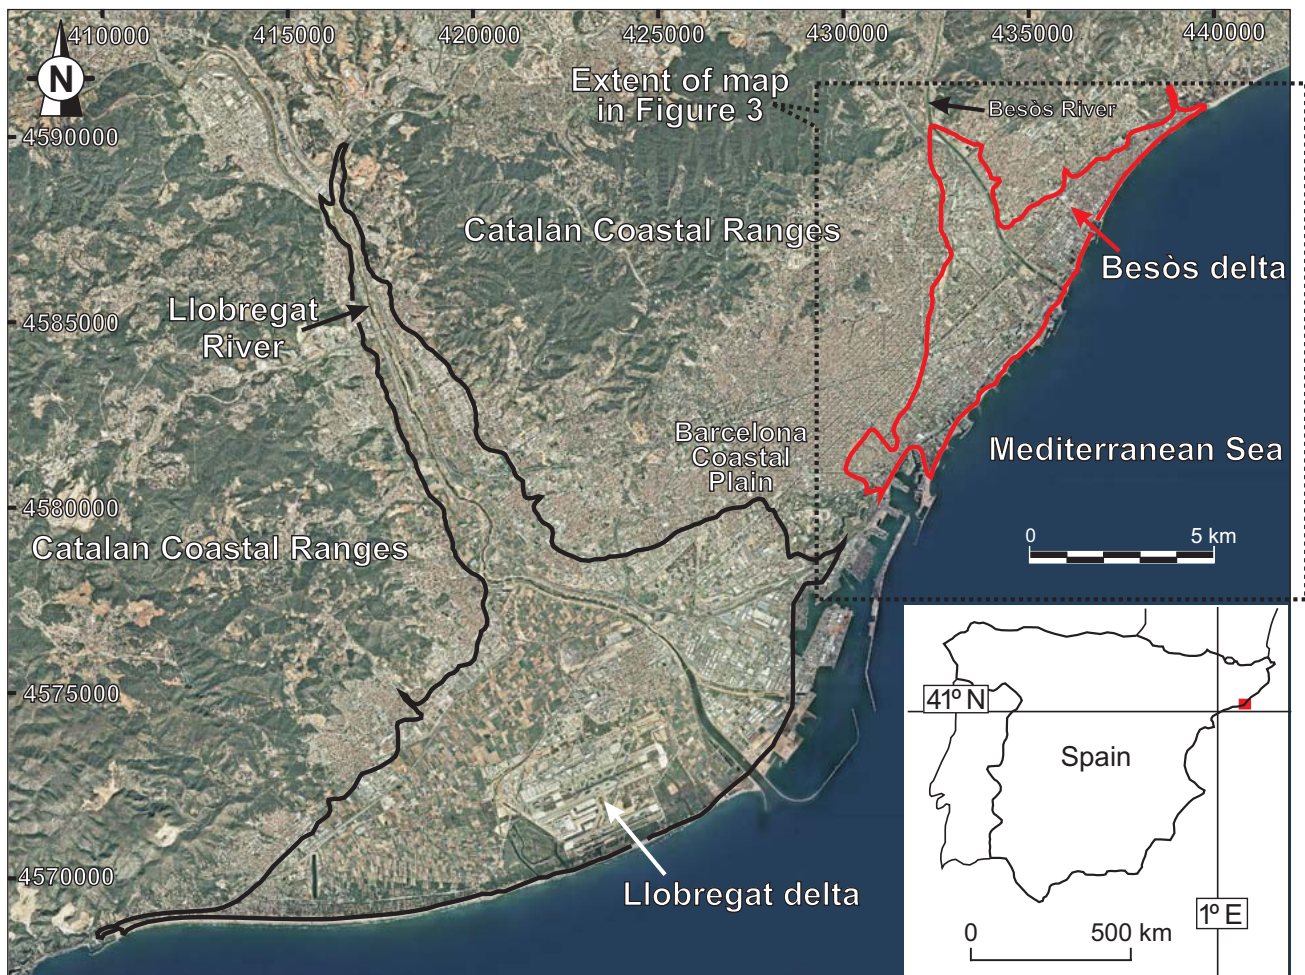 410000
415000
420000
425000
430000
435000
440000
N
Extent of map
in Figure 3
Besòs River
4590000
Catalan Coastal Ranges
Besòs delta
Llobregat
River
4585000
Barcelona
Coastal
Plain
Mediterranean Sea
4580000
Catalan Coastal Ranges
0
5 km
4575000
41º N
Spain
4570000
Llobregat delta
1º E
0
500 km